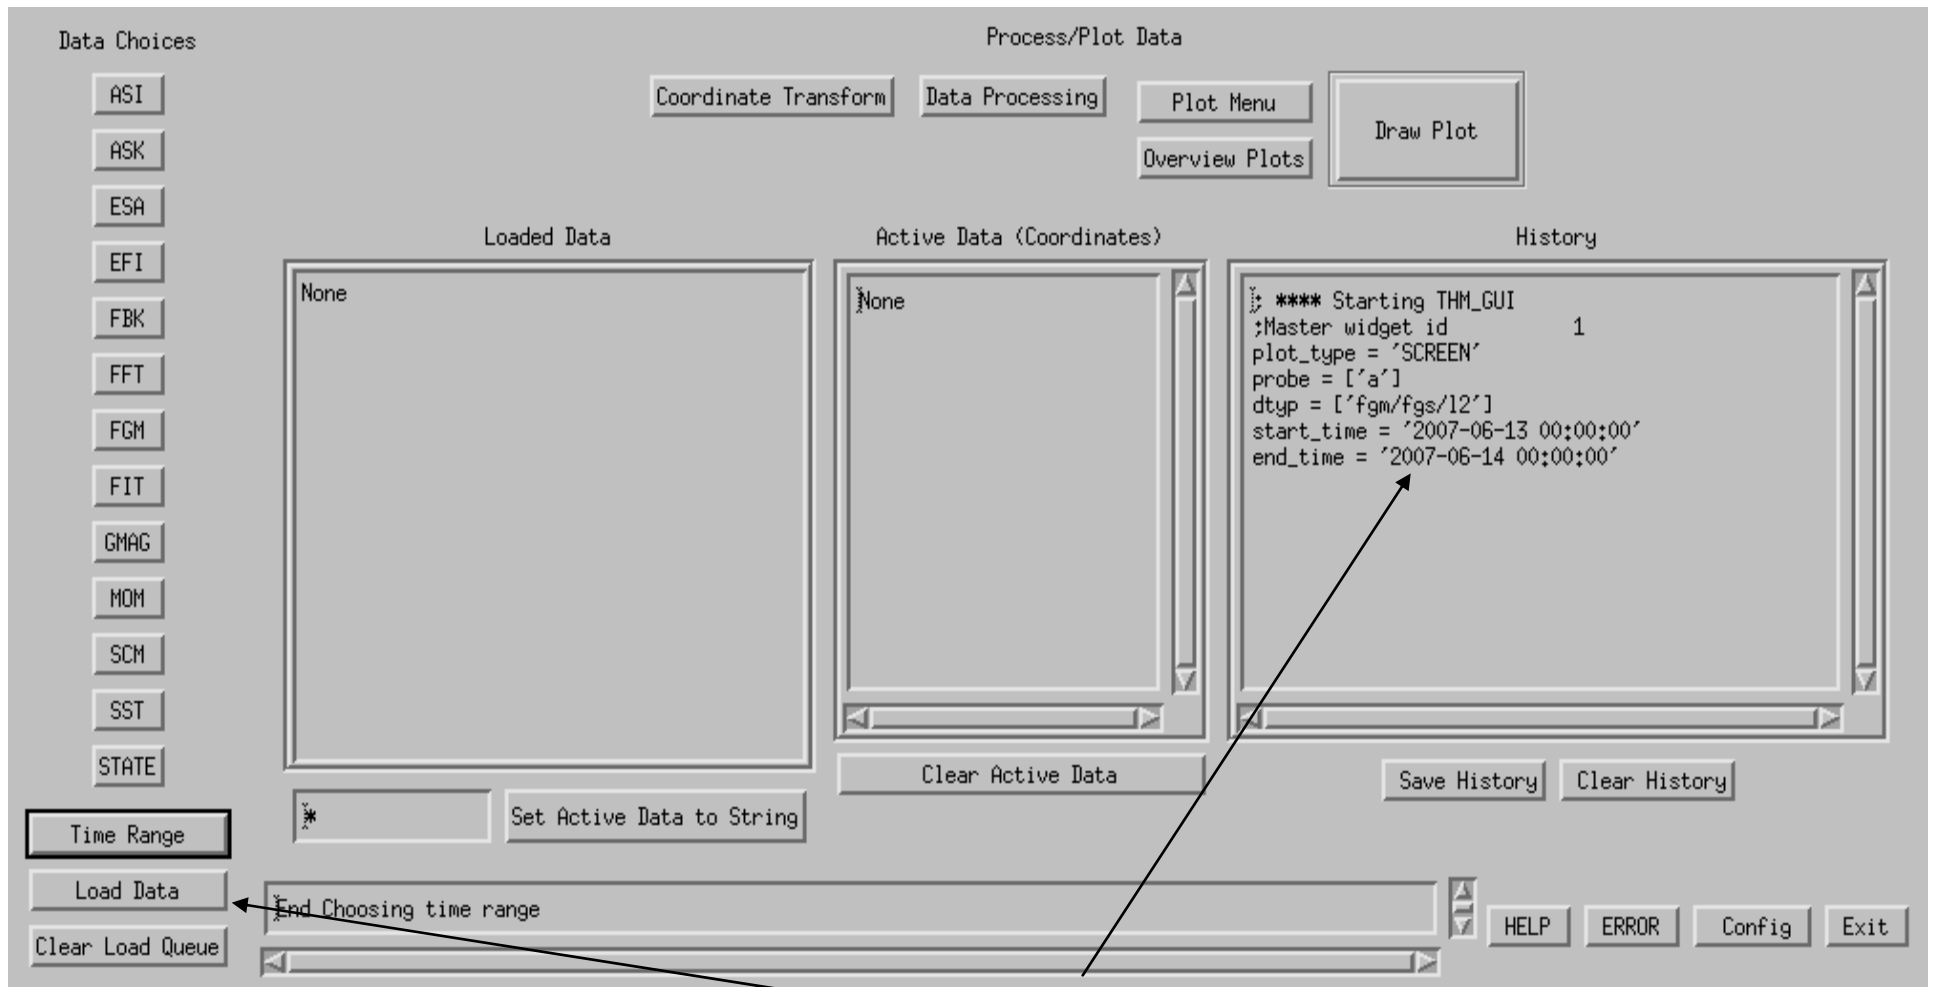 Data Choices
ASI
ASK
ESA
EFI
FBK
FFT
FGM
FIT
GMAG
MOM
SCM
SST
STATE
Time Range
Load Data
Clear Load Queue
Process/Plot Data
Coordinate Transform
Data Processing
Plot Menu
Overview Plots
Draw Plot
Loaded Data
None
*
Set Active Data to String
Active Data (Coordinates)
None
Clear Active Data
History
; **** Starting THM_GUI
;Master widget id 1
plot_type = 'SCREEN'
probe = ['a']
dtyp = ['fgm/fgs/l2']
start_time = '2007-06-13 00:00:00'
end_time = '2007-06-14 00:00:00'
Save History
Clear History
End Choosing time range
HELP
ERROR
Config
Exit